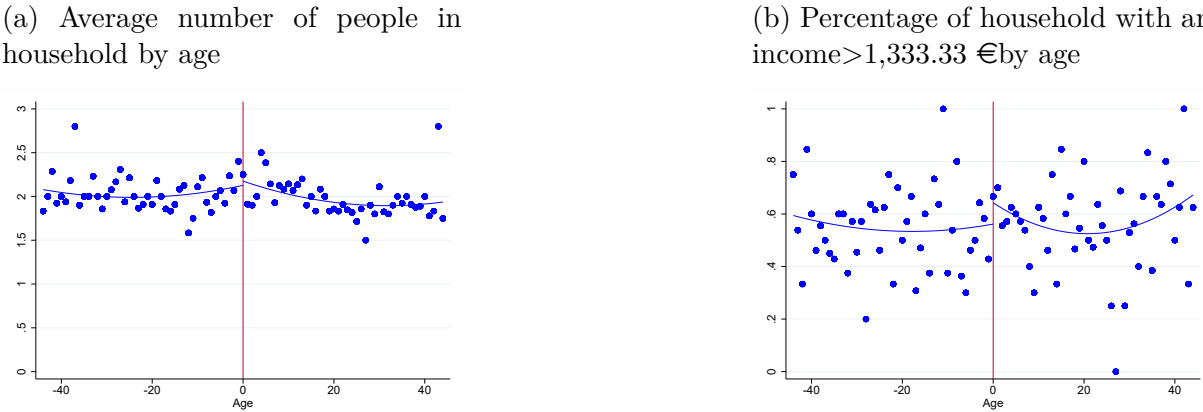 (a) Average number of people in
household by age
3
2.5
2
1.5
1
.5
0
-40 -20 0 20 40
Age
(b) Percentage of household with an
income>1,333.33 €by age
1
.8
.6
.4
.2
0
-40 -20 0 20 40
Age